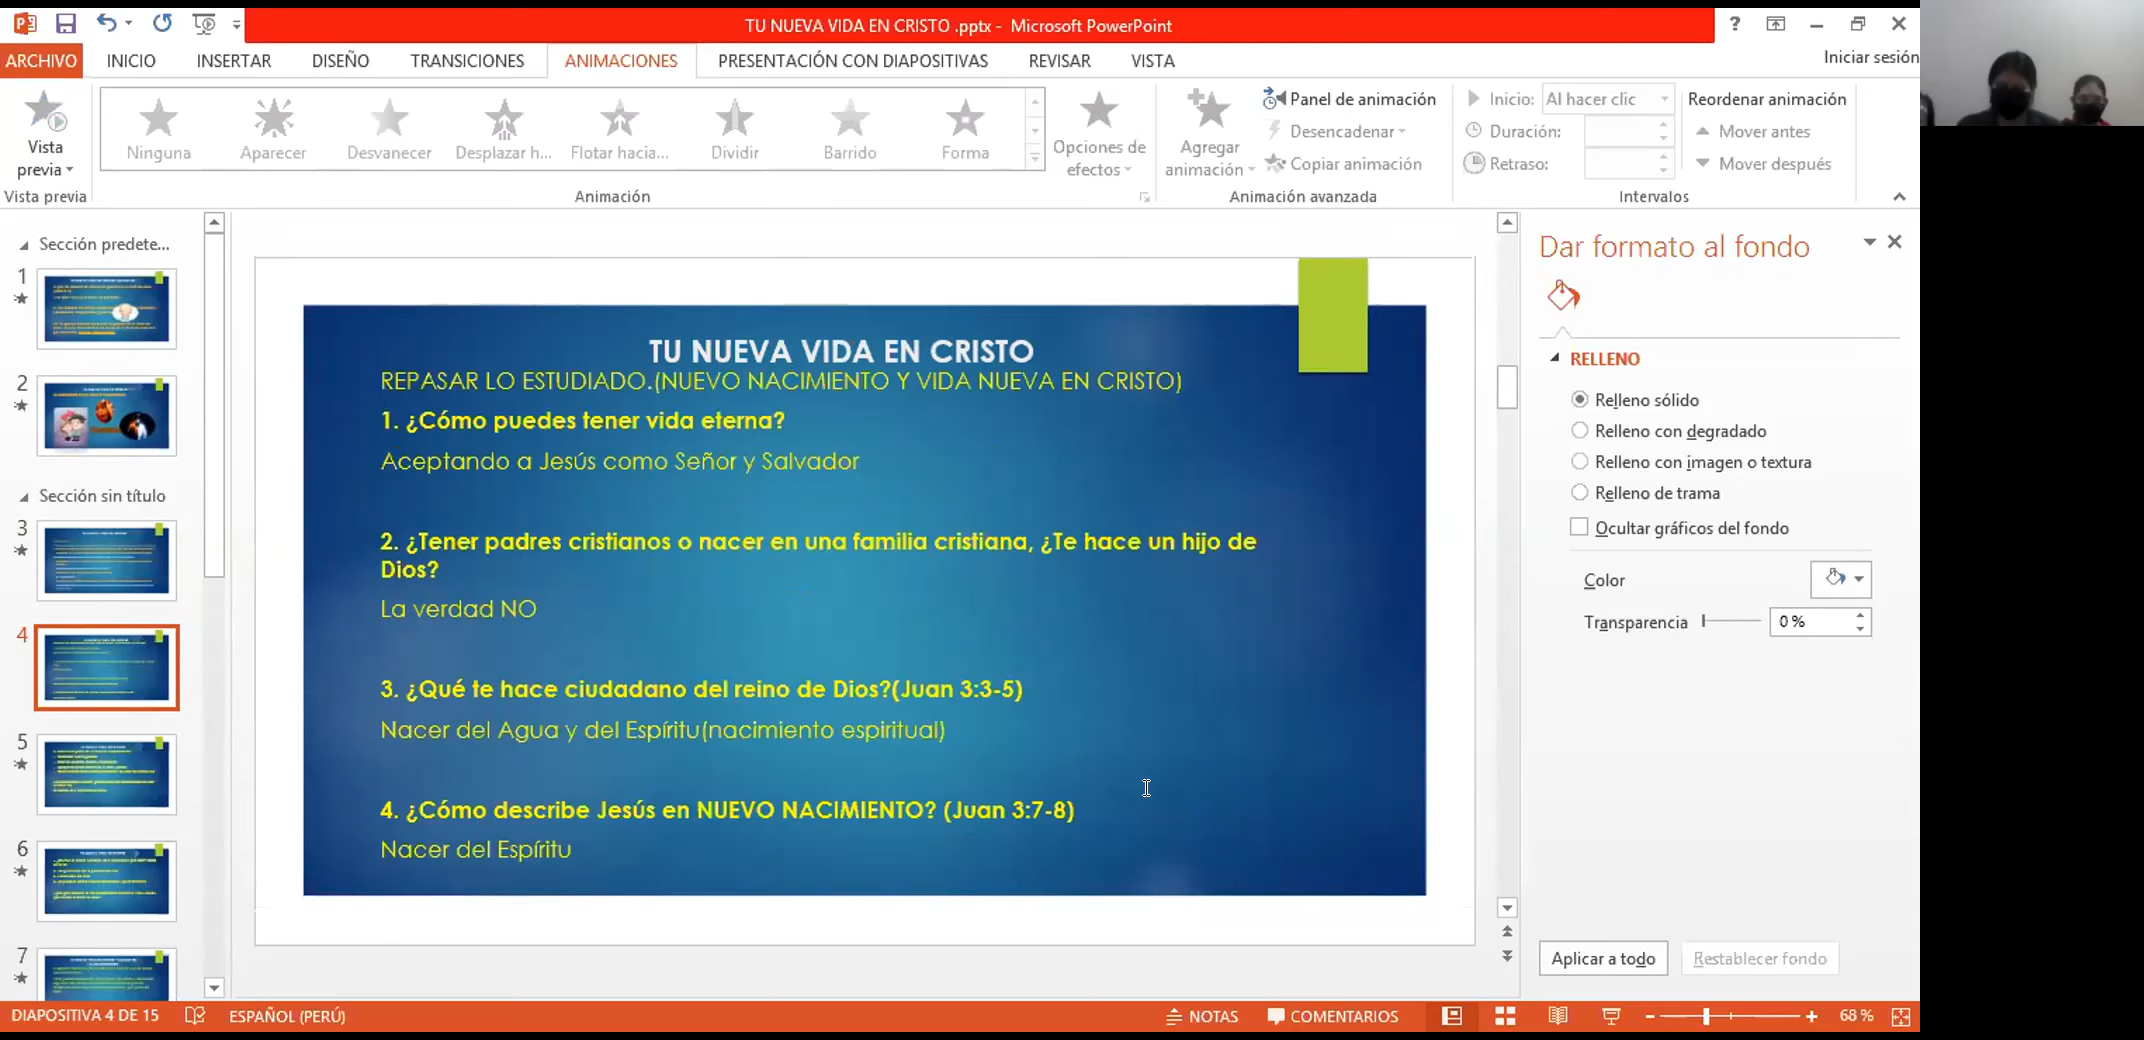 TU NUEVA VIDA EN CRISTO .pptx - Microsoft PowerPoint
?
ARCHIVO INICIO INSERTAR DISEÑO TRANSICIONES ANIMACIONES PRESENTACIÓN CON DIAPOSITIVAS REVISAR VISTA Iniciar sesión
Vista previa
Ninguna Aparecer Desvanecer Desplazar h... Flotar hacia... Dividir Barrido Forma
Opciones de efectos
Agregar animación
Panel de animación
Desencadenar
Copiar animación
Inicio: Al hacer clic
Duración:
Retraso:
Reordenar animación
Mover antes
Mover después
Vista previa Animación Animación avanzada Intervalos
Sección predete...
1
2
Sección sin título
3
4
5
6
7
TU NUEVA VIDA EN CRISTO
REPASAR LO ESTUDIADO.(NUEVO NACIMIENTO Y VIDA NUEVA EN CRISTO)
1. ¿Cómo puedes tener vida eterna?
Aceptando a Jesús como Señor y Salvador
2. ¿Tener padres cristianos o nacer en una familia cristiana, ¿Te hace un hijo de
Dios?
La verdad NO
3. ¿Qué te hace ciudadano del reino de Dios?(Juan 3:3-5)
Nacer del Agua y del Espíritu(nacimiento espiritual)
4. ¿Cómo describe Jesús en NUEVO NACIMIENTO? (Juan 3:7-8)
Nacer del Espíritu
Dar formato al fondo
RELLENO
Relleno sólido
Relleno con degradado
Relleno con imagen o textura
Relleno de trama
Ocultar gráficos del fondo
Color
Transparencia 0 %
Aplicar a todo Restablecer fondo
DIAPOSITIVA 4 DE 15 ESPAÑOL (PERÚ) NOTAS COMENTARIOS 68 %